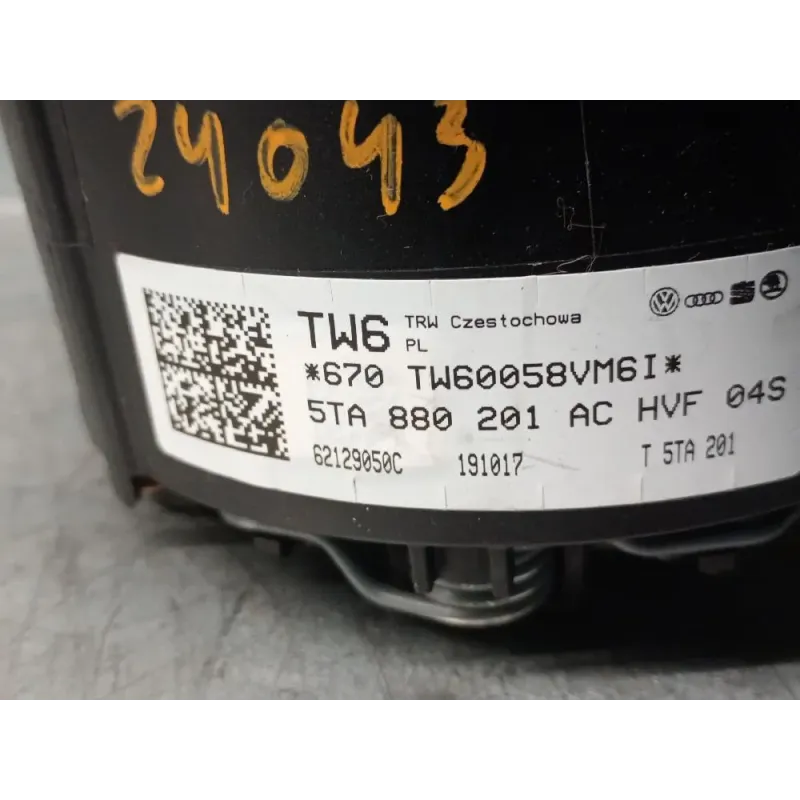 24043
TW6 TRW Czestochowa
PL
*670 TW60058VM6I*
5TA 880 201 AC HVF 04S
62129050C 191017 T 5TA 201